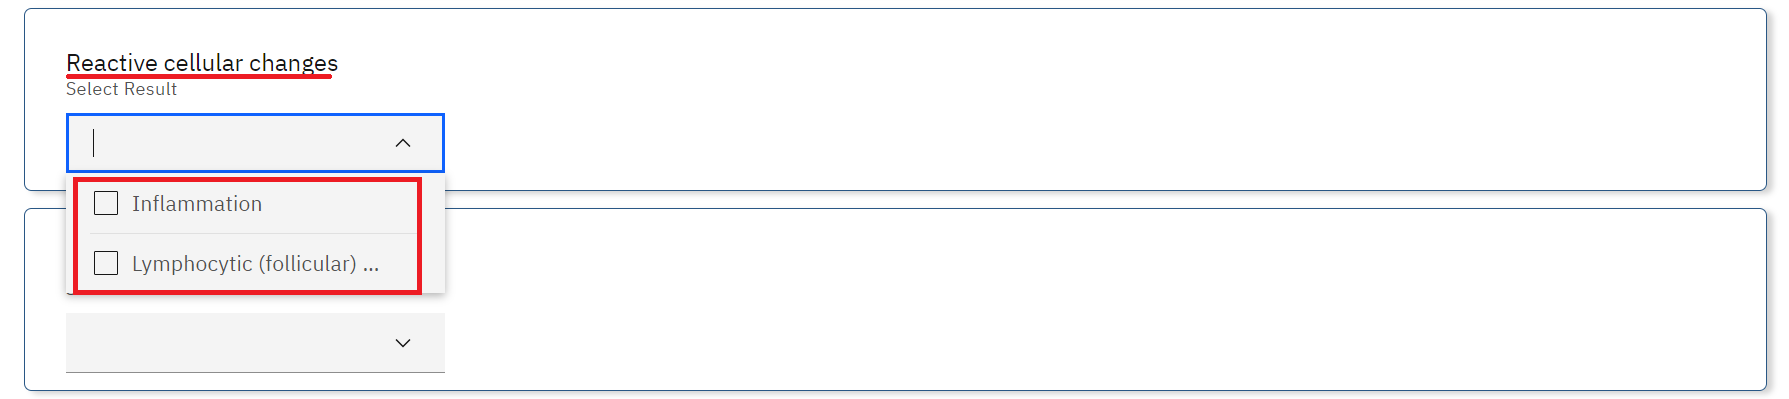 Reactive cellular changes
Select Result
Inflammation
Lymphocytic (follicular) ...